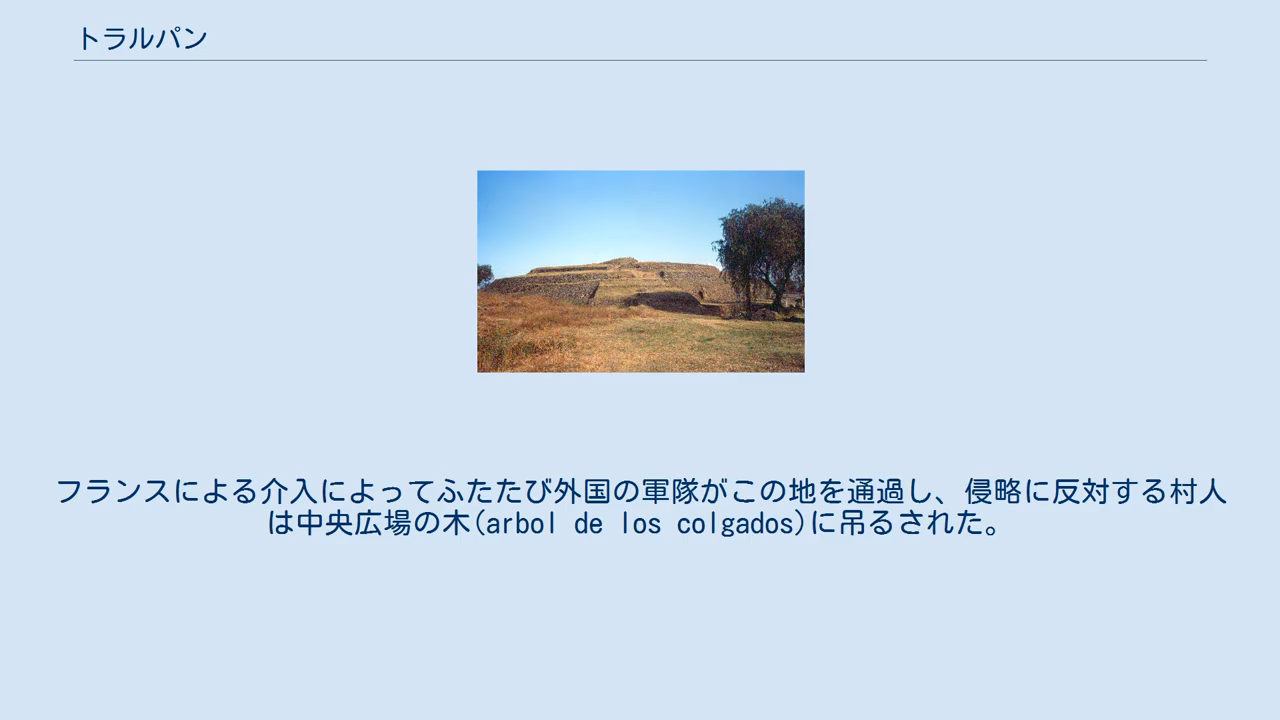 トラルパン
フランスによる介入によってふたたび外国の軍隊がこの地を通過し、侵略に反対する村人
は中央広場の木(arbol de los colgados)に吊るされた。